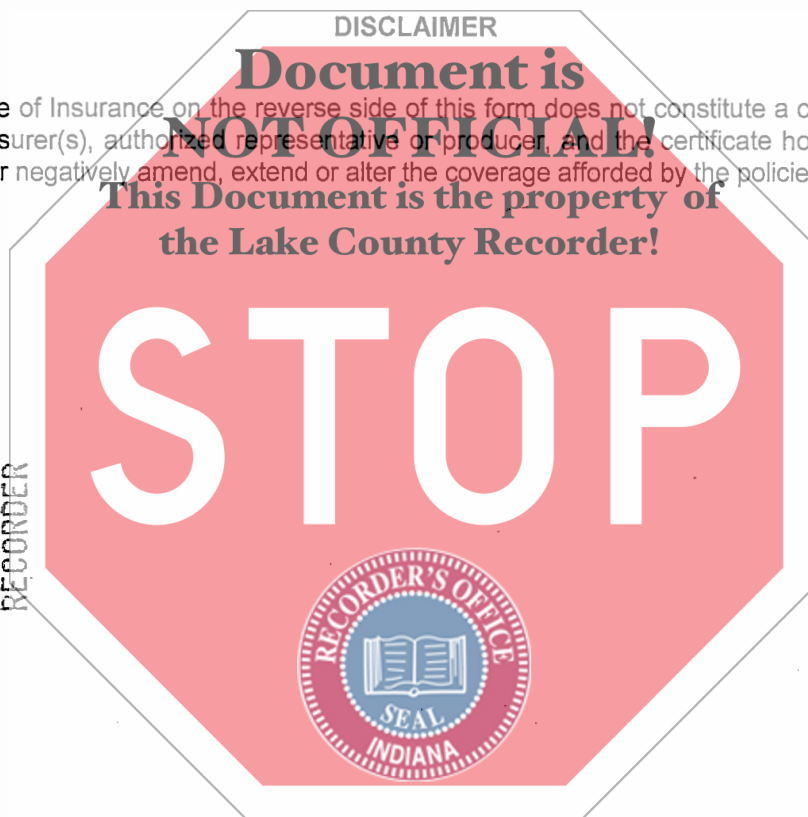 DISCLAIMER
Document is
e of Insurance on the reverse side of this form does not constitute a c
surer(s), authorized representative or producer, and the certificate ho
NOT OFFICIAL!
r negatively amend, extend or alter the coverage afforded by the policie
This Document is the property of
the Lake County Recorder!
STOP
RECORDER
RECORDER'S OFFICE
SEAL
INDIANA